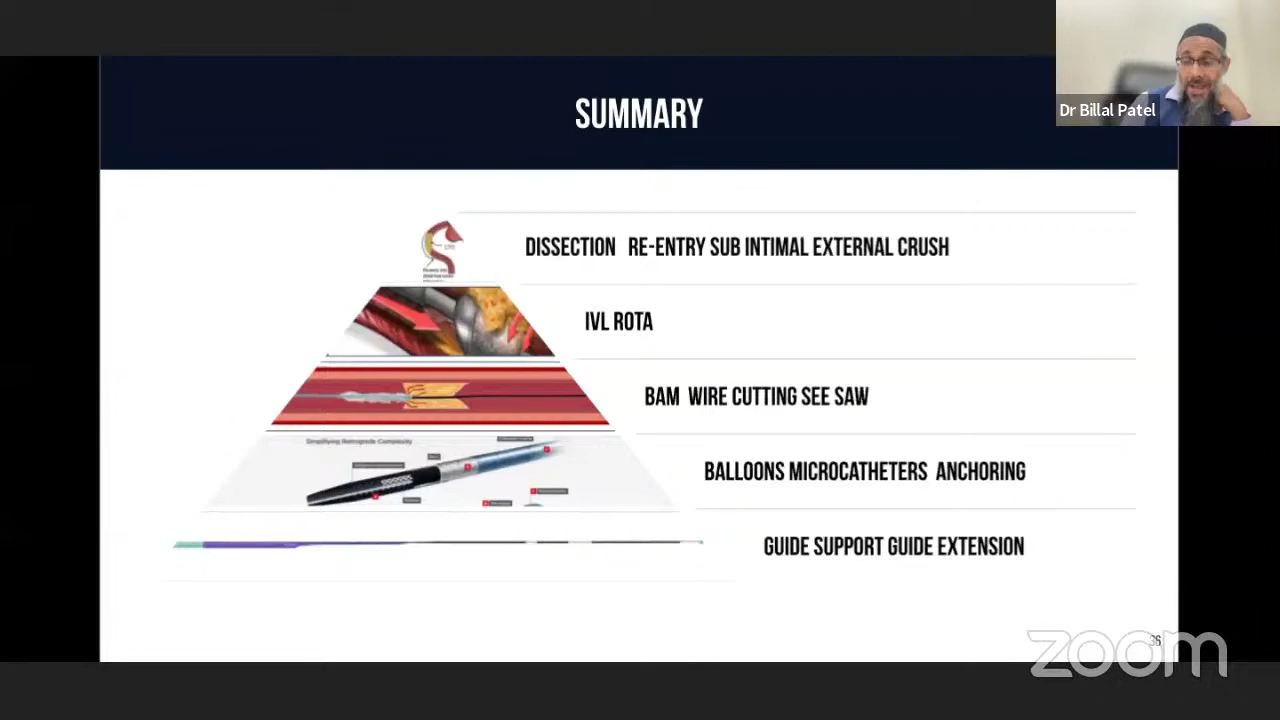 Dr Billal Patel
SUMMARY
DISSECTION RE-ENTRY SUB INTIMAL EXTERNAL CRUSH
IVL ROTA
BAM WIRE CUTTING SEE SAW
Simplifying Retrograde Complexity
BALLOONS MICROCATHETERS ANCHORING
GUIDE SUPPORT GUIDE EXTENSION
36
zoom